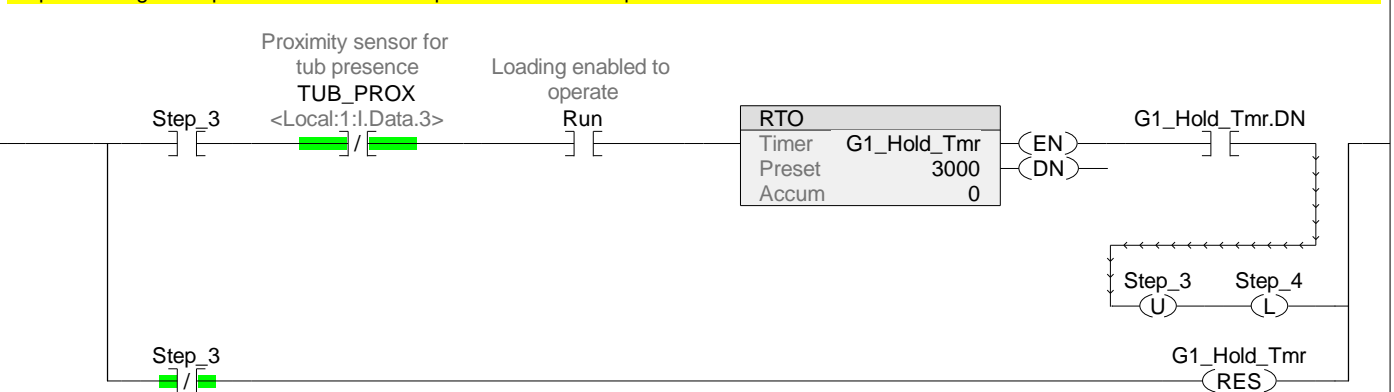 Proximity sensor for
tub presence
TUB_PROX
<Local:1:I.Data.3>
Loading enabled to
operate
Step_3
Run
RTO
Timer G1_Hold_Tmr
Preset 3000
Accum 0
EN
DN
G1_Hold_Tmr.DN
Step_3
U
Step_4
L
Step_3
/
G1_Hold_Tmr
RES